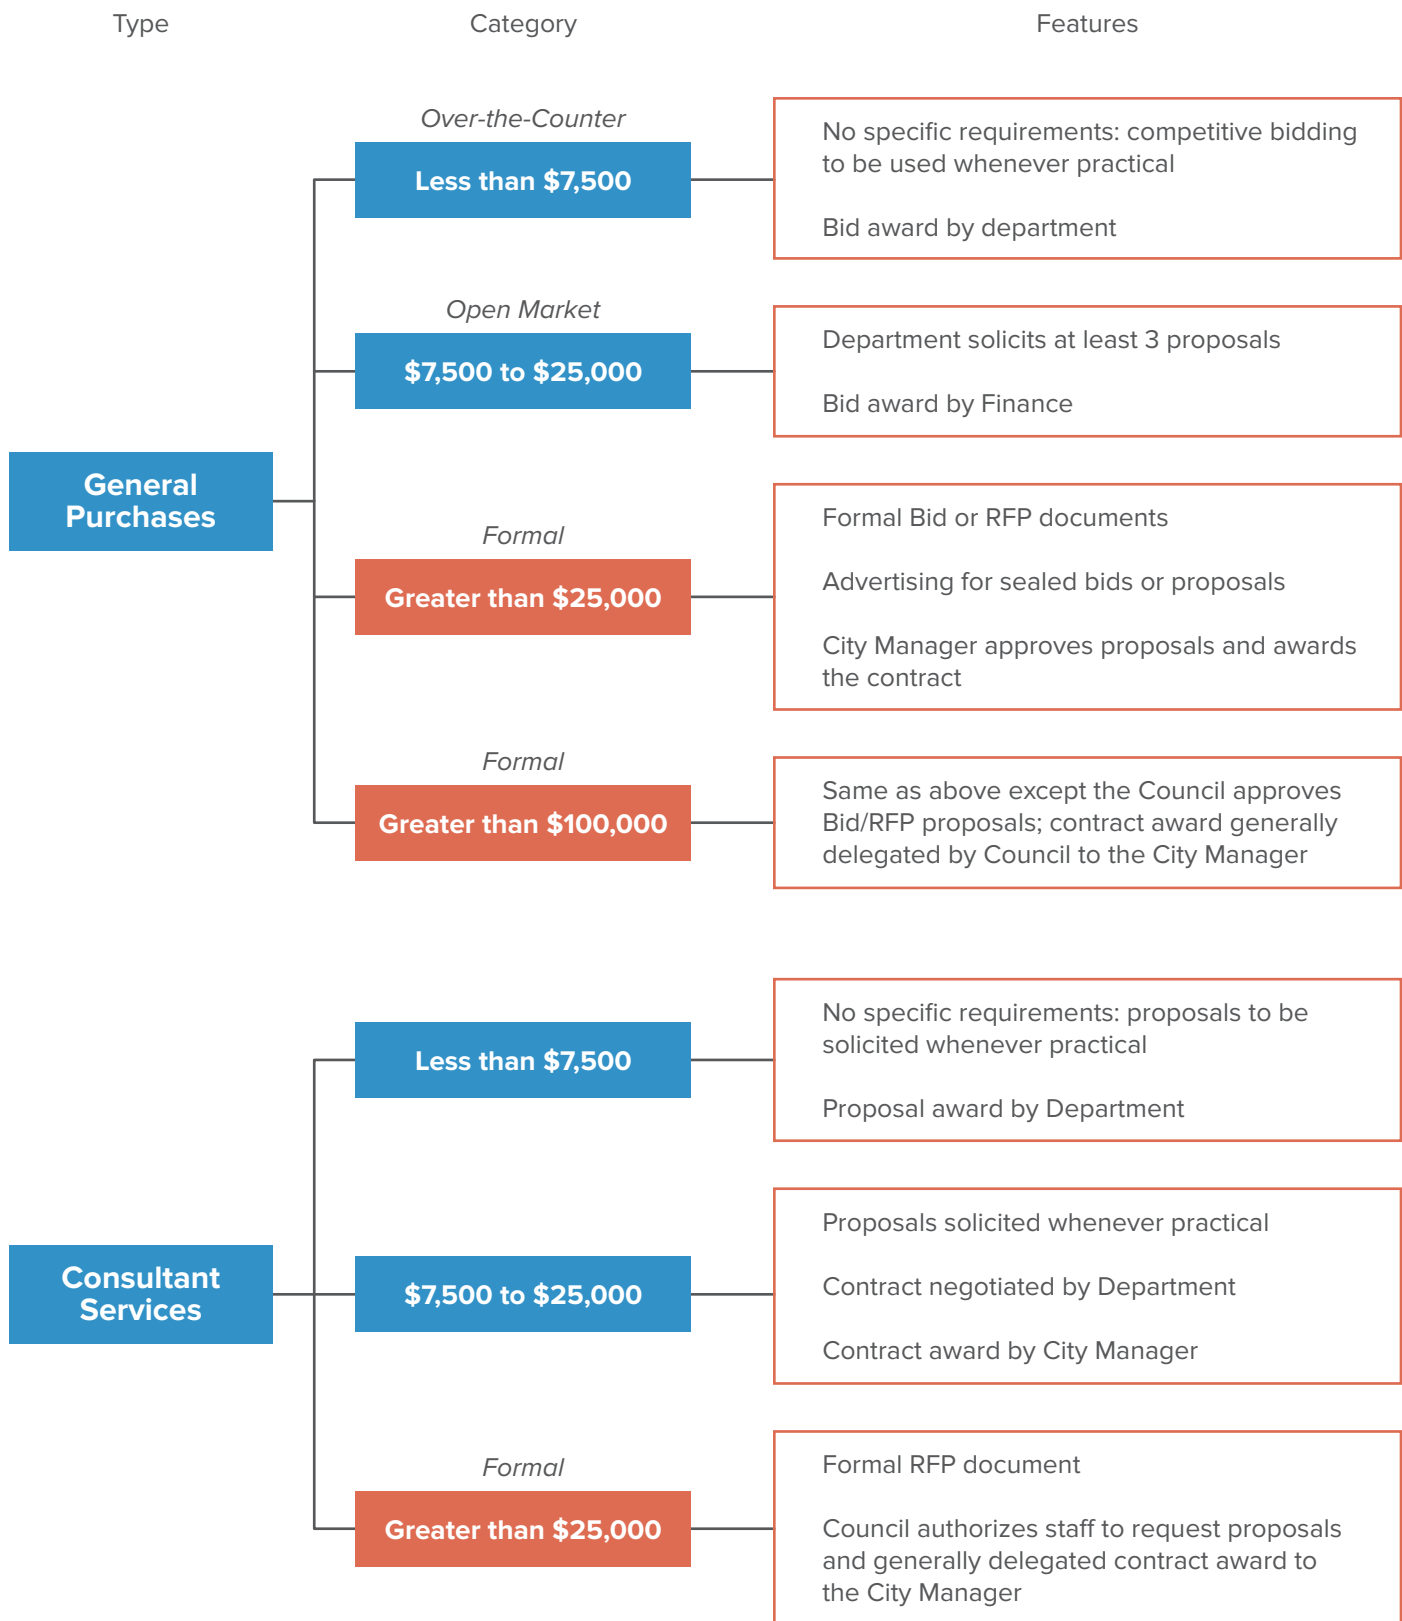 Type
Category
Features
General
Purchases
Over-the-Counter
Less than $7,500
No specific requirements: competitive bidding
to be used whenever practical
Bid award by department
Open Market
$7,500 to $25,000
Department solicits at least 3 proposals
Bid award by Finance
Formal
Greater than $25,000
Formal Bid or RFP documents
Advertising for sealed bids or proposals
City Manager approves proposals and awards
the contract
Formal
Greater than $100,000
Same as above except the Council approves
Bid/RFP proposals; contract award generally
delegated by Council to the City Manager
Consultant
Services
Less than $7,500
No specific requirements: proposals to be
solicited whenever practical
Proposal award by Department
$7,500 to $25,000
Proposals solicited whenever practical
Contract negotiated by Department
Contract award by City Manager
Formal
Greater than $25,000
Formal RFP document
Council authorizes staff to request proposals
and generally delegated contract award to
the City Manager